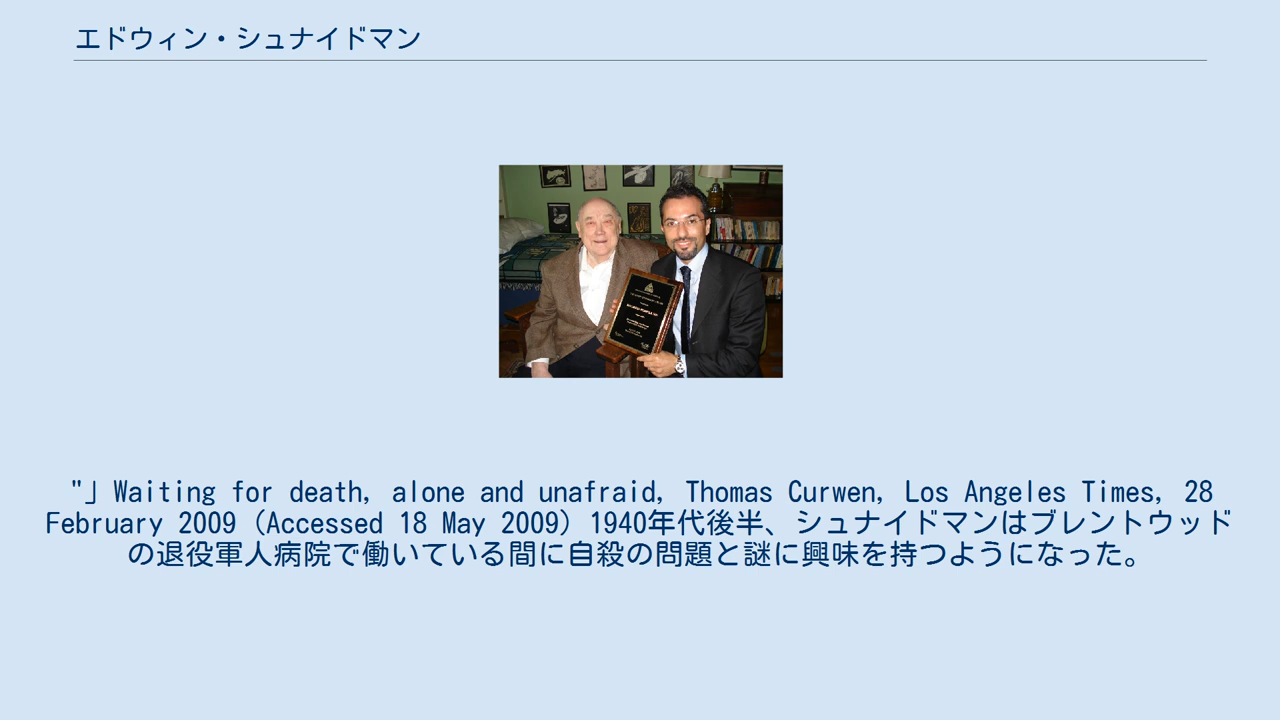 エドウィン・シュナイドマン
"」Waiting for death, alone and unafraid, Thomas Curwen, Los Angeles Times, 28
February 2009 (Accessed 18 May 2009) 1940年代後半、シュナイドマンはブレントウッド
の退役軍人病院で働いている間に自殺の問題と謎に興味を持つようになった。